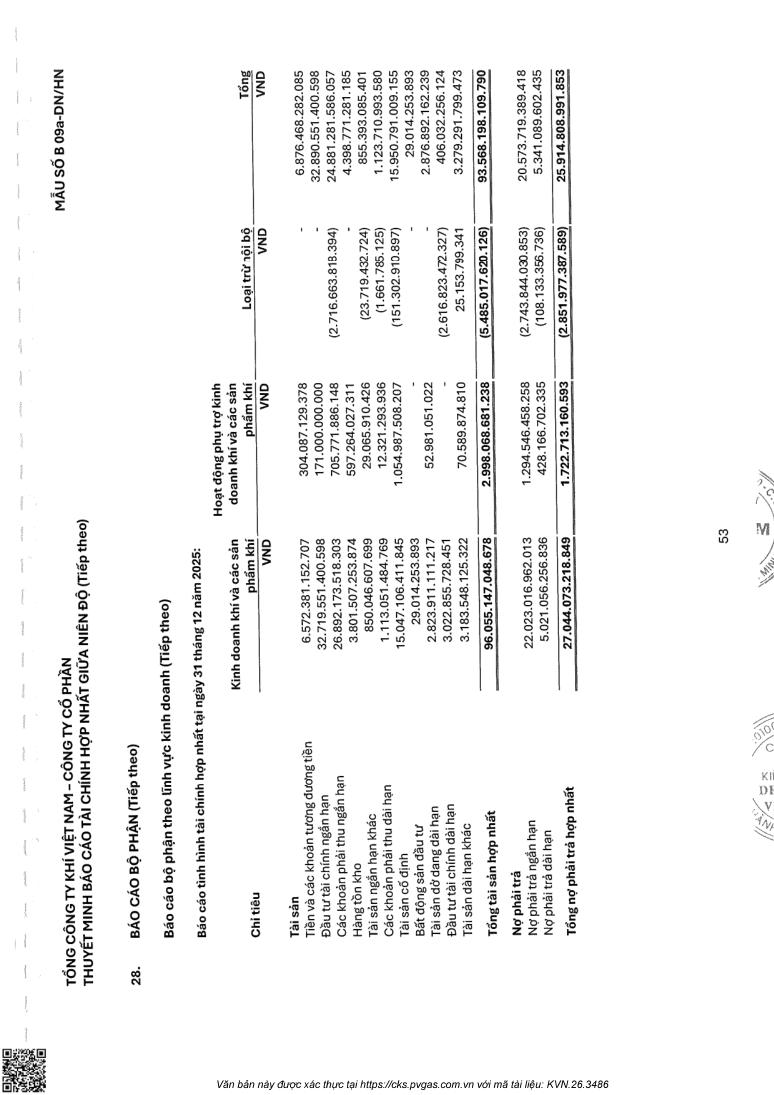 TỔNG CÔNG TY KHÍ VIỆT NAM – CÔNG TY CỔ PHẦN
MẪU SỐ B 09a-DN/HN
THUYẾT MINH BÁO CÁO TÀI CHÍNH HỢP NHẤT GIỮA NIÊN ĐỘ (Tiếp theo)
28. BÁO CÁO BỘ PHẬN (Tiếp theo)
Báo cáo bộ phận theo lĩnh vực kinh doanh (Tiếp theo)
Báo cáo tình hình tài chính hợp nhất tại ngày 31 tháng 12 năm 2025:
Chỉ tiêu | Kinh doanh khí và các sản phẩm khí | Hoạt động phụ trợ kinh doanh khí và các sản phẩm khí | Loại trừ nội bộ | Tổng
VND | VND | VND | VND
Tài sản
Tiền và các khoản tương đương tiền 6.572.381.152.707 304.087.129.378 - 6.876.468.282.085
Đầu tư tài chính ngắn hạn 32.719.551.400.598 171.000.000.000 - 32.890.551.400.598
Các khoản phải thu ngắn hạn 26.892.173.518.303 705.771.886.148 (2.716.663.818.394) 24.881.281.586.057
Hàng tồn kho 3.801.507.253.874 597.264.027.311 - 4.398.771.281.185
Tài sản ngắn hạn khác 850.046.607.699 29.065.910.426 (23.719.432.724) 855.393.085.401
Các khoản phải thu dài hạn 1.113.051.484.769 12.321.293.936 (1.661.785.125) 1.123.710.993.580
Tài sản cố định 15.047.106.411.845 1.054.987.508.207 (151.302.910.897) 15.950.791.009.155
Bất động sản đầu tư 29.014.253.893 - - 29.014.253.893
Tài sản dở dang dài hạn 2.823.911.111.217 52.981.051.022 - 2.876.892.162.239
Đầu tư tài chính dài hạn 3.022.855.728.451 - (2.616.823.472.327) 406.032.256.124
Tài sản dài hạn khác 3.183.548.125.322 70.589.874.810 25.153.799.341 3.279.291.799.473
Tổng tài sản hợp nhất 96.055.147.048.678 2.998.068.681.238 (5.485.017.620.126) 93.568.198.109.790
Nợ phải trả
Nợ phải trả ngắn hạn 22.023.016.962.013 1.294.546.458.258 (2.743.844.030.853) 20.573.719.389.418
Nợ phải trả dài hạn 5.021.056.256.836 428.166.702.335 (108.133.356.736) 5.341.089.602.435
Tổng nợ phải trả hợp nhất 27.044.073.218.849 1.722.713.160.593 (2.851.977.387.589) 25.914.808.991.853
53
Văn bản này được xác thực tại https://cks.pvgas.com.vn với mã tài liệu: KVN.26.3486